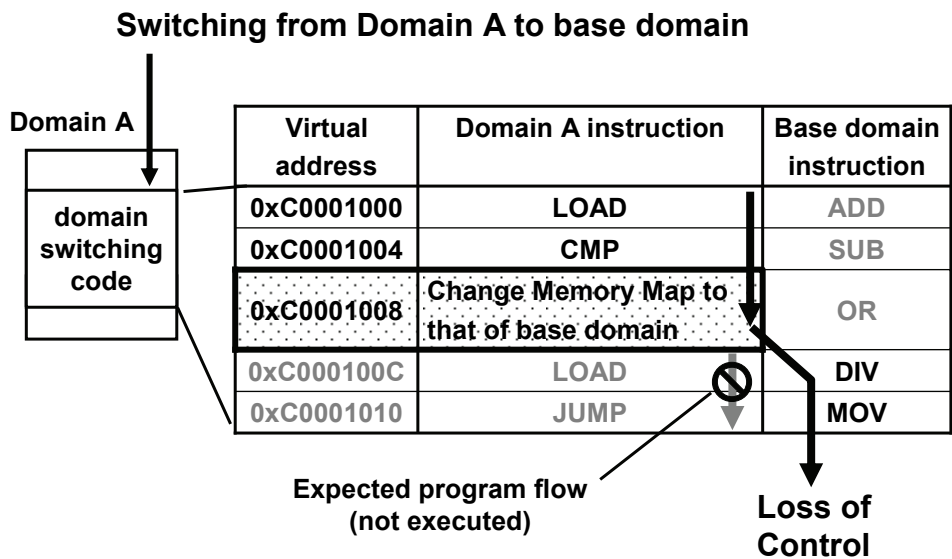 Switching from Domain A to base domain
Domain A
domain
switching
code
Virtual
address
Domain A instruction
Base domain
instruction
0xC0001000
LOAD
ADD
0xC0001004
CMP
SUB
0xC0001008
Change Memory Map to
that of base domain
OR
0xC000100C
LOAD
DIV
0xC0001010
JUMP
MOV
Expected program flow
(not executed)
Loss of
Control